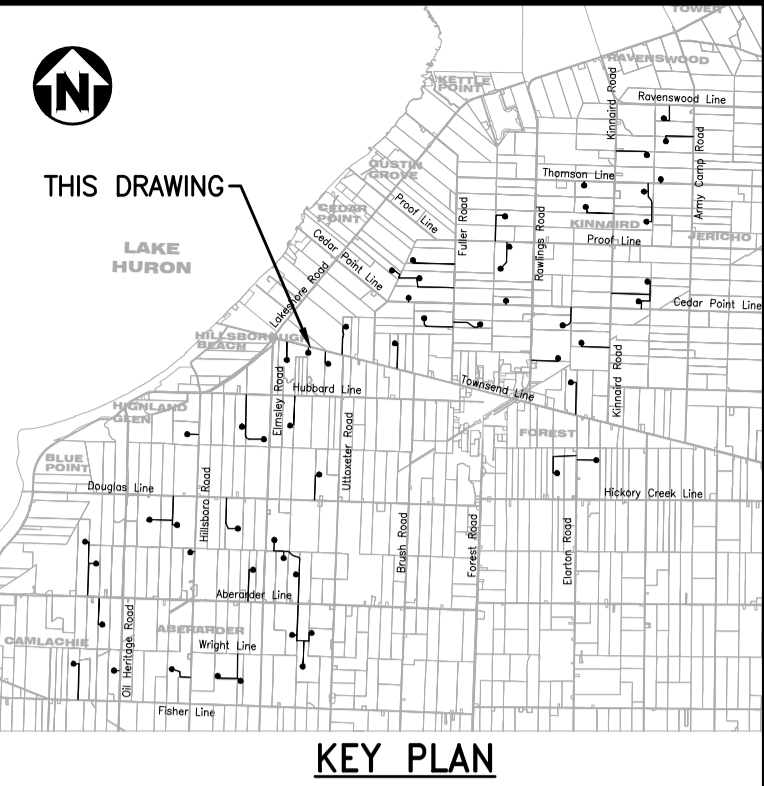 TOWER
RAVENSWOOD
KETTLE
POINT
Kinnaird Road
Ravenswood Line
N
Army Camp Road
GUSTIN
GROVE
Thomson Line
THIS DRAWING
Proof Line
CEDAR
POINT
Fuller Road
Rawlings Road
KINNAIRD
Proof Line
JERICHO
LAKE
HURON
Cedar Point Line
Lakeshore Road
Cedar Point Line
HILLSBOROUGH
BEACH
Elmsley Road
Hubbard Line
Townsend Line
Kinnaird Road
HIGHLAND
GLEN
Uttoxeter Road
FOREST
BLUE
POINT
Douglas Line
Hillsboro Road
Hickory Creek Line
Brush Road
Forest Road
Elarton Road
Aberarder Line
Oil Heritage Road
CAMLACHIE
ABERARDER
Wright Line
Fisher Line
KEY PLAN